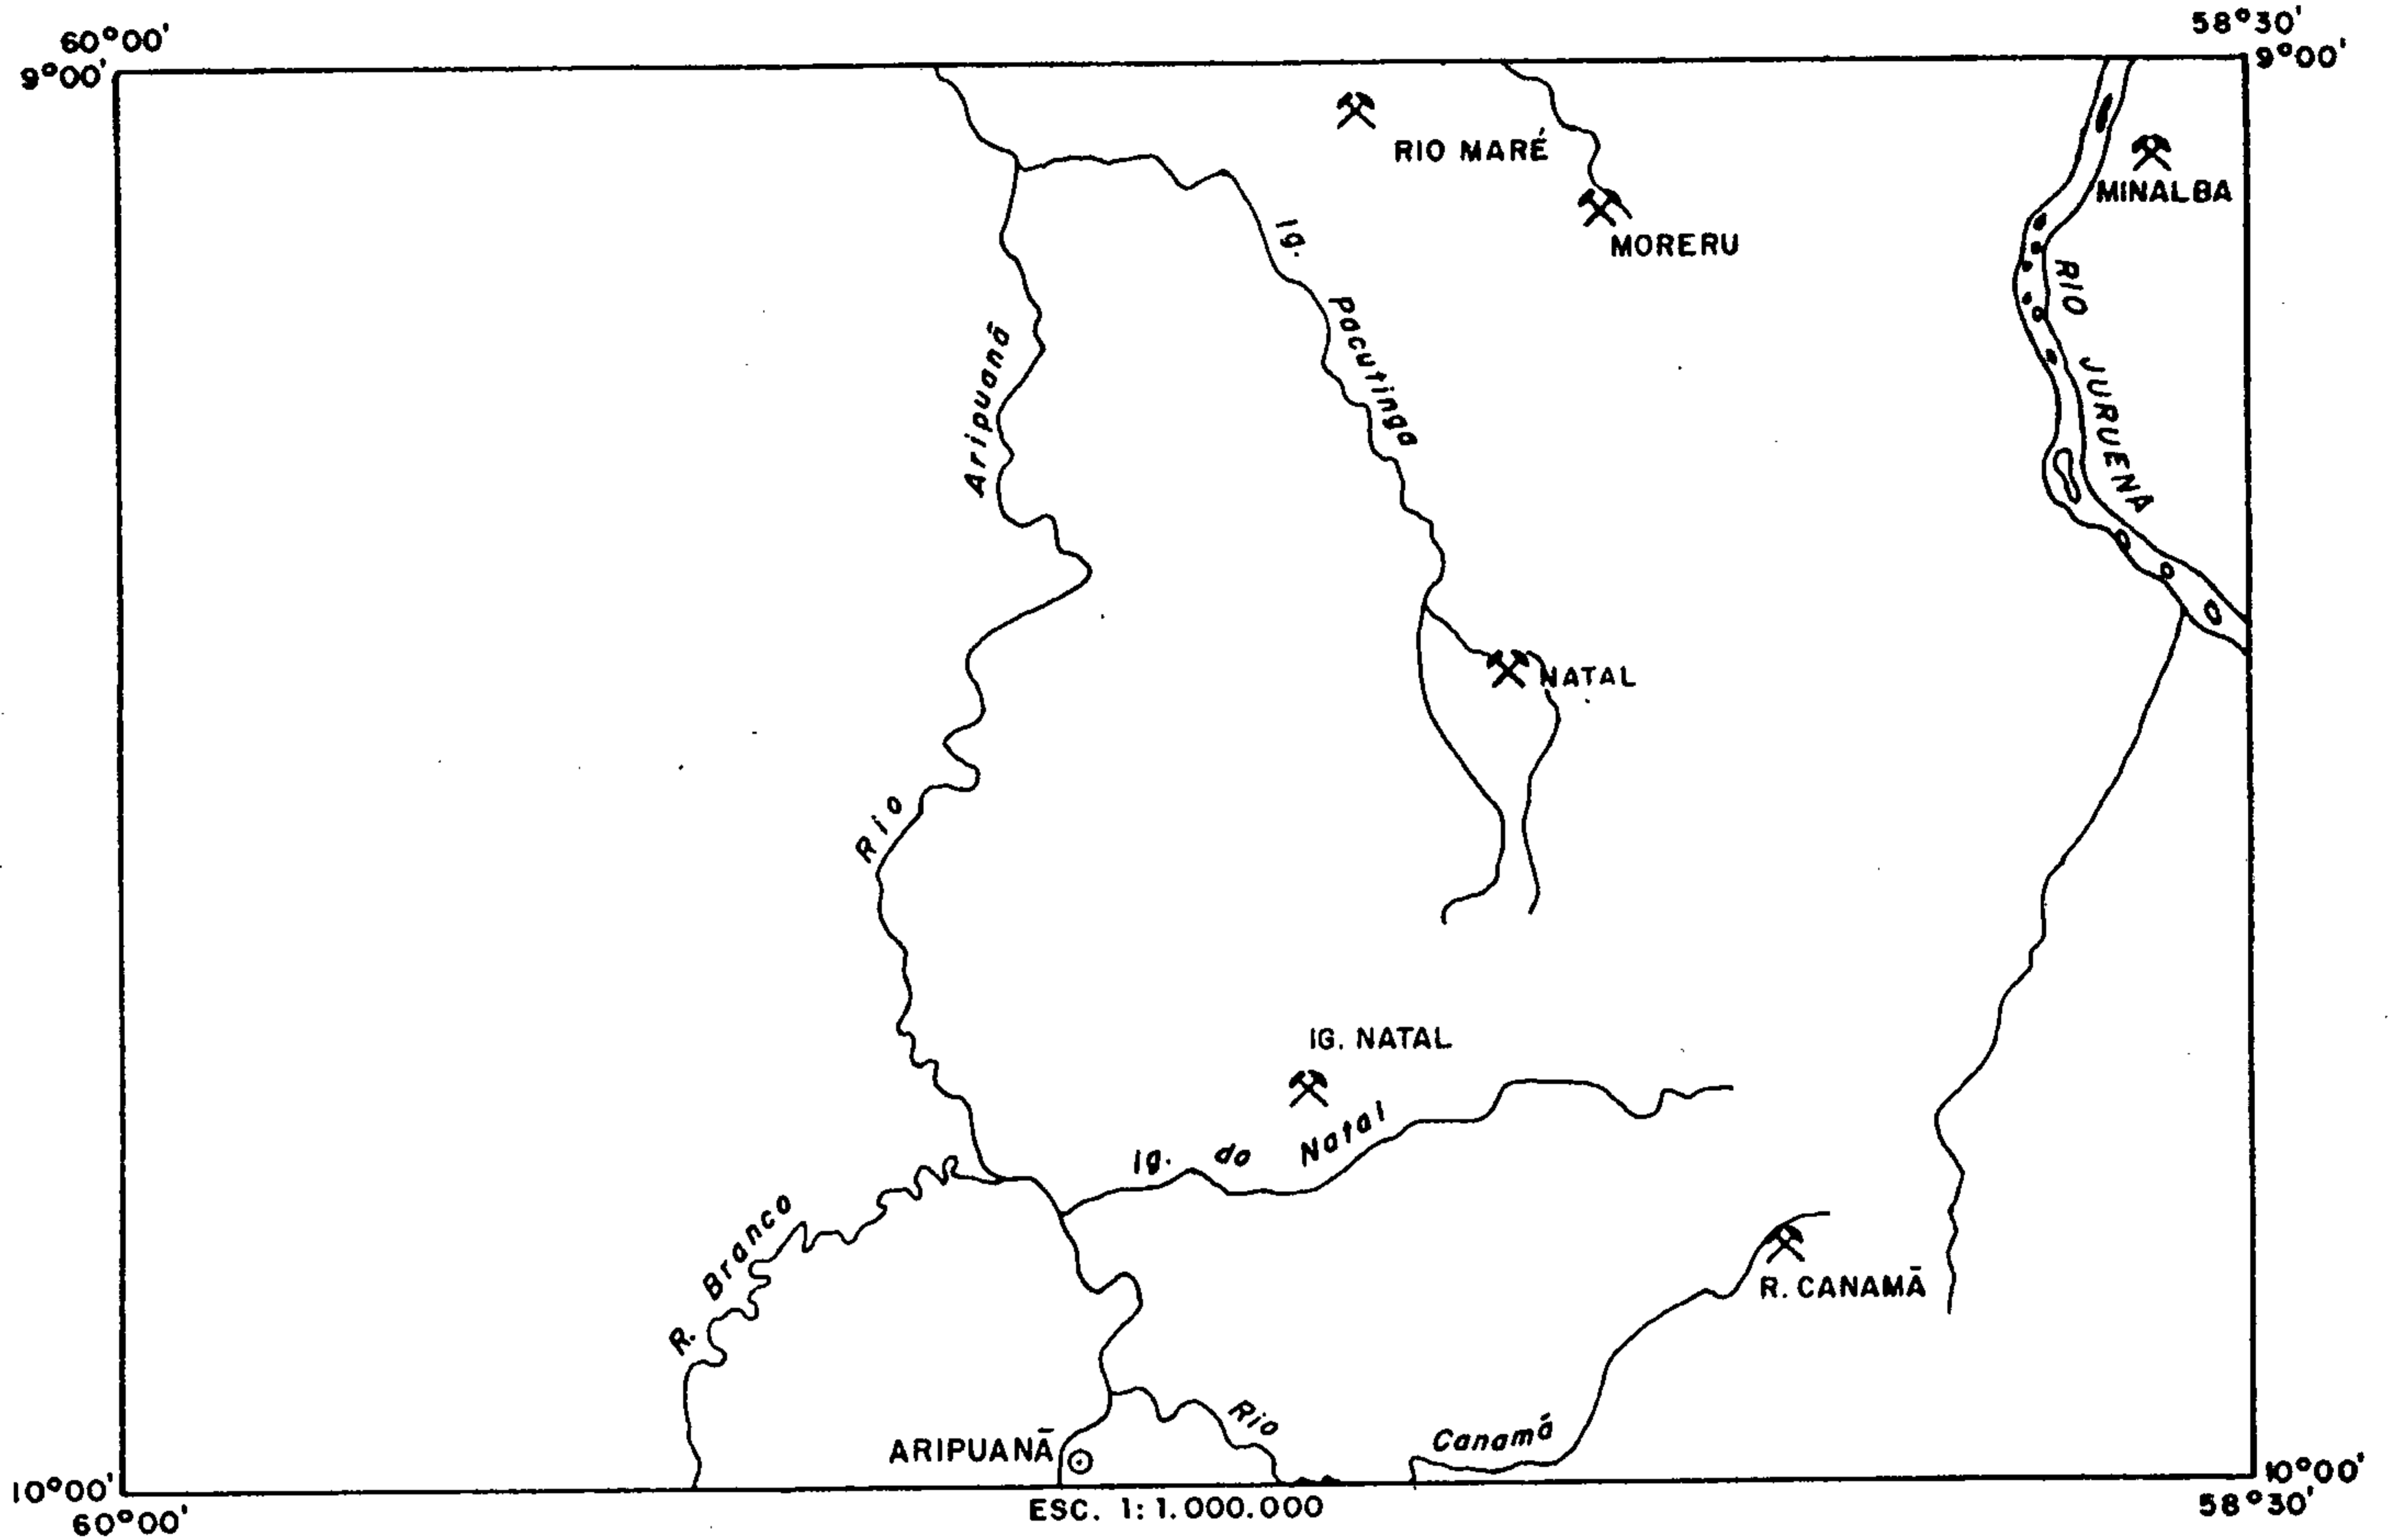 60°00'
58°30'
9°00'
9°00'
RIO MARÉ
MINALBA
MORERU
Ig. Pacutinga
RIO JURUENA
Rio Aripuanã
NATAL
IG. NATAL
Ig. do Natal
R. Branco
R. CANAMÃ
Rio Canamã
ARIPUANÃ
10°00'
10°00'
60°00'
ESC. 1:1.000.000
58°30'